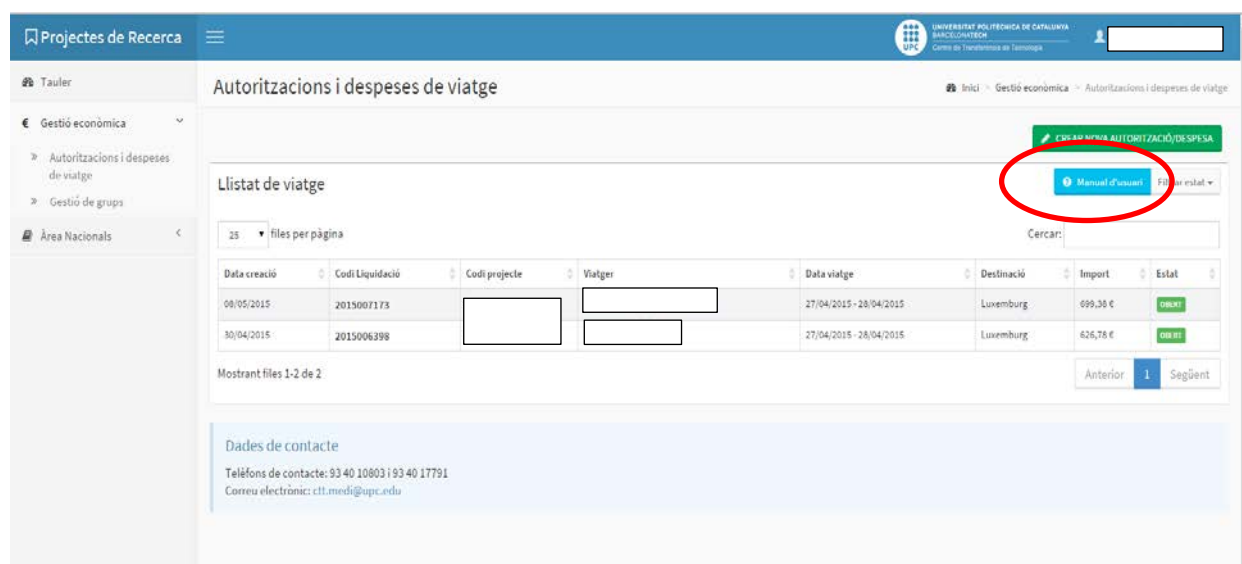 Projectes de Recerca
UPC
UNIVERSITAT POLITÈCNICA DE CATALUNYA
BARCELONATECH
Centre de Transferència de Tecnologia
Tauler
Gestió econòmica
Autoritzacions i despeses
de viatge
Gestió de grups
Àrea Nacionals
Autoritzacions i despeses de viatge
Inici > Gestió econòmica > Autoritzacions i despeses de viatge
CREAR NOVA AUTORITZACIÓ/DESPESA
Llistat de viatge
Manual d'usuari
Filtrar estat
25 files per pàgina
Cercar:
Data creació Codi Liquidació Codi projecte Viatger Data viatge Destinació Import Estat
08/05/2015 2015007173 27/04/2015 - 28/04/2015 Luxemburg 699,38 € OBERT
30/04/2015 2015006398 27/04/2015 - 28/04/2015 Luxemburg 626,78 € OBERT
Mostrant files 1-2 de 2
Anterior 1 Següent
Dades de contacte
Telèfons de contacte: 93 40 10803 i 93 40 17791
Correu electrònic: ctt.medi@upc.edu